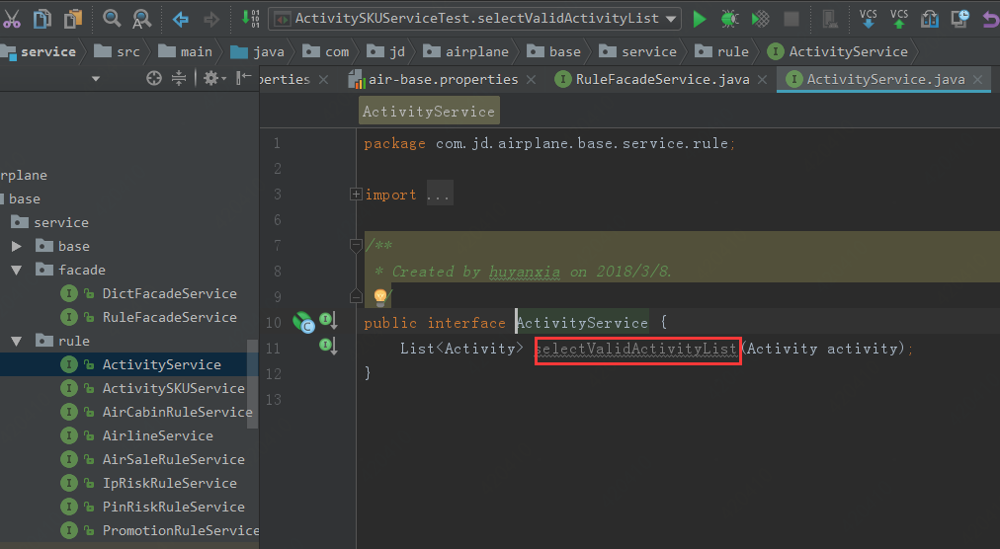 ActivitySKUServiceTest.selectValidActivityList
VCS VCS
service src main java com jd airplane base service rule ActivityService
perties air-base.properties RuleFacadeService.java ActivityService.java
ActivityService
rplane
base
service
base
facade
DictFacadeService
RuleFacadeService
rule
ActivityService
ActivitySKUService
AirCabinRuleService
AirlineService
AirSaleRuleService
IpRiskRuleService
PinRiskRuleService
PromotionRuleService
1 package com.jd.airplane.base.service.rule;
2
3 import ...
6
7 /**
8 * Created by huyanxia on 2018/3/8.
9 /
10 public interface ActivityService {
11 List<Activity> selectValidActivityList(Activity activity);
12 }
13